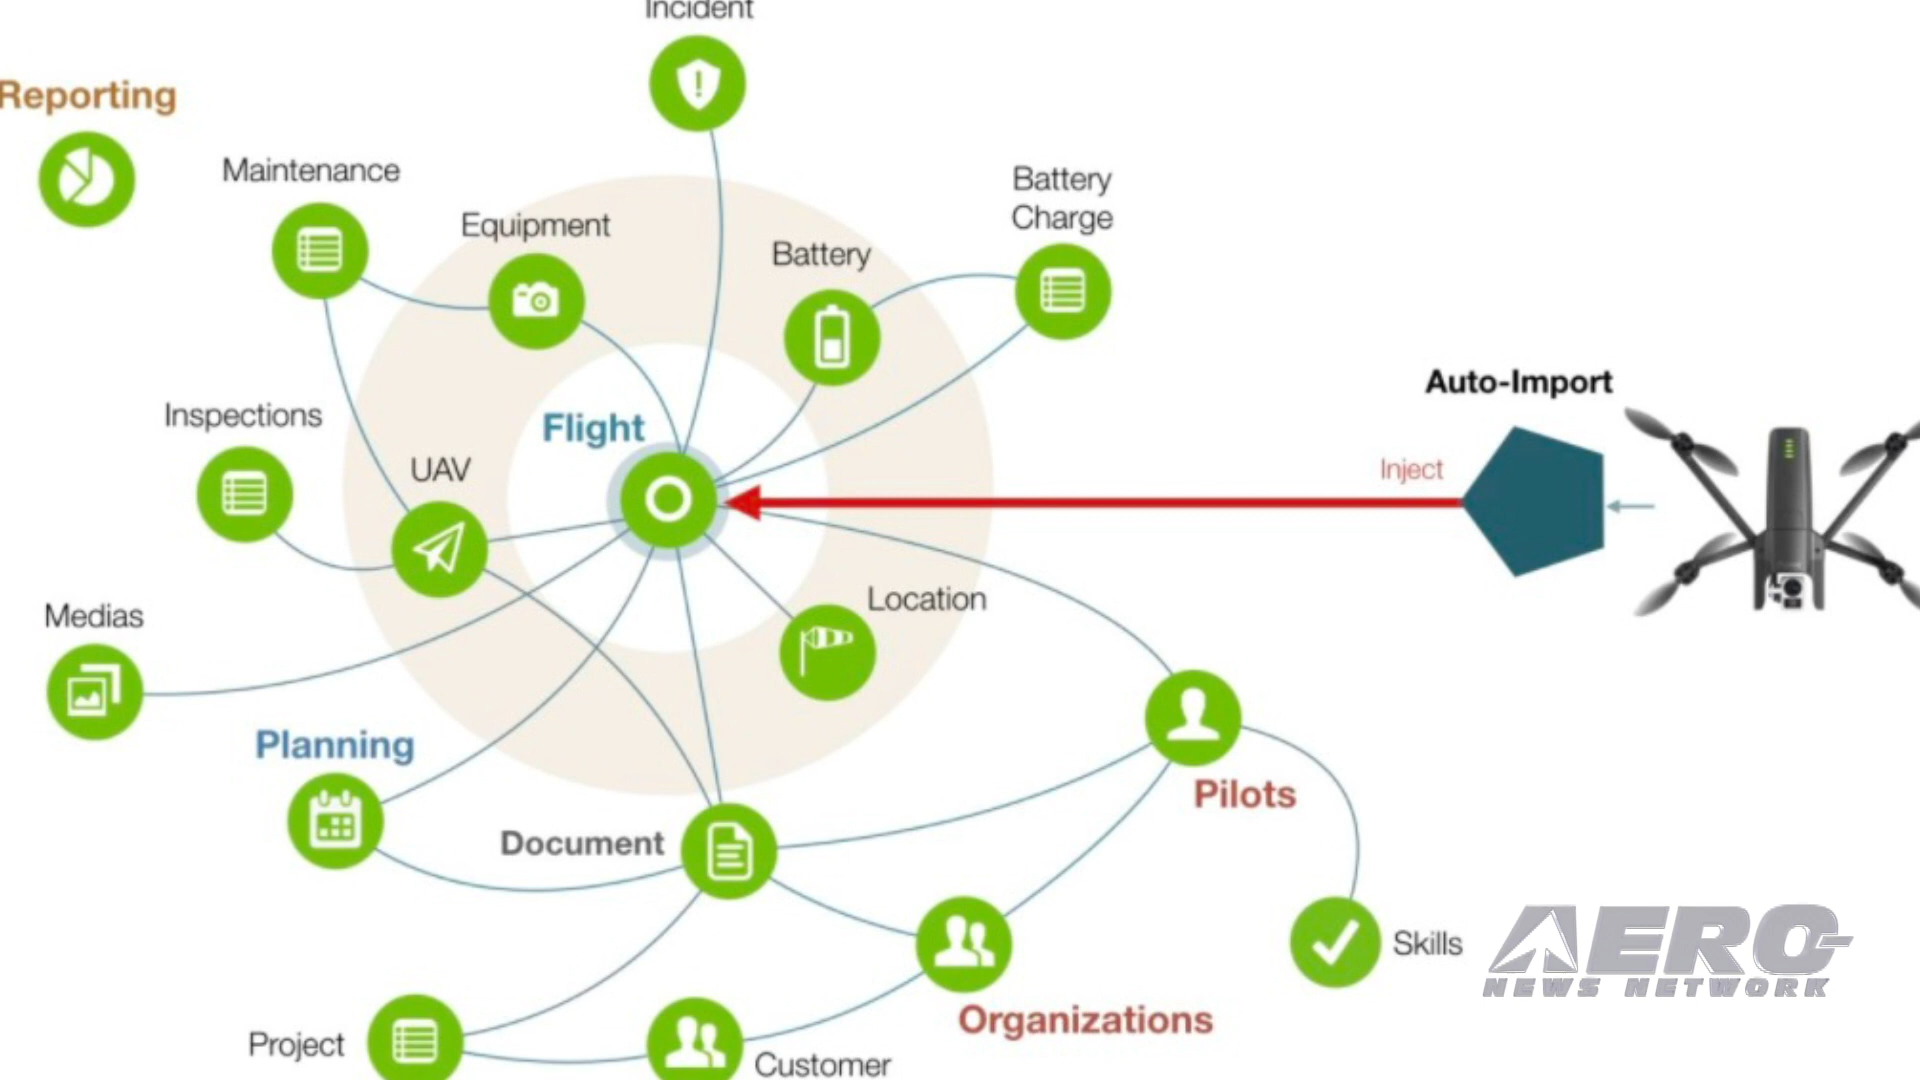 Incident
Reporting
Maintenance
Battery
Charge
Equipment
Battery
Auto-Import
Inspections
Flight
UAV
Inject
Location
Medias
Planning
Pilots
Document
Skills
AERO-
NEWS NETWORK
Organizations
Project
Customer